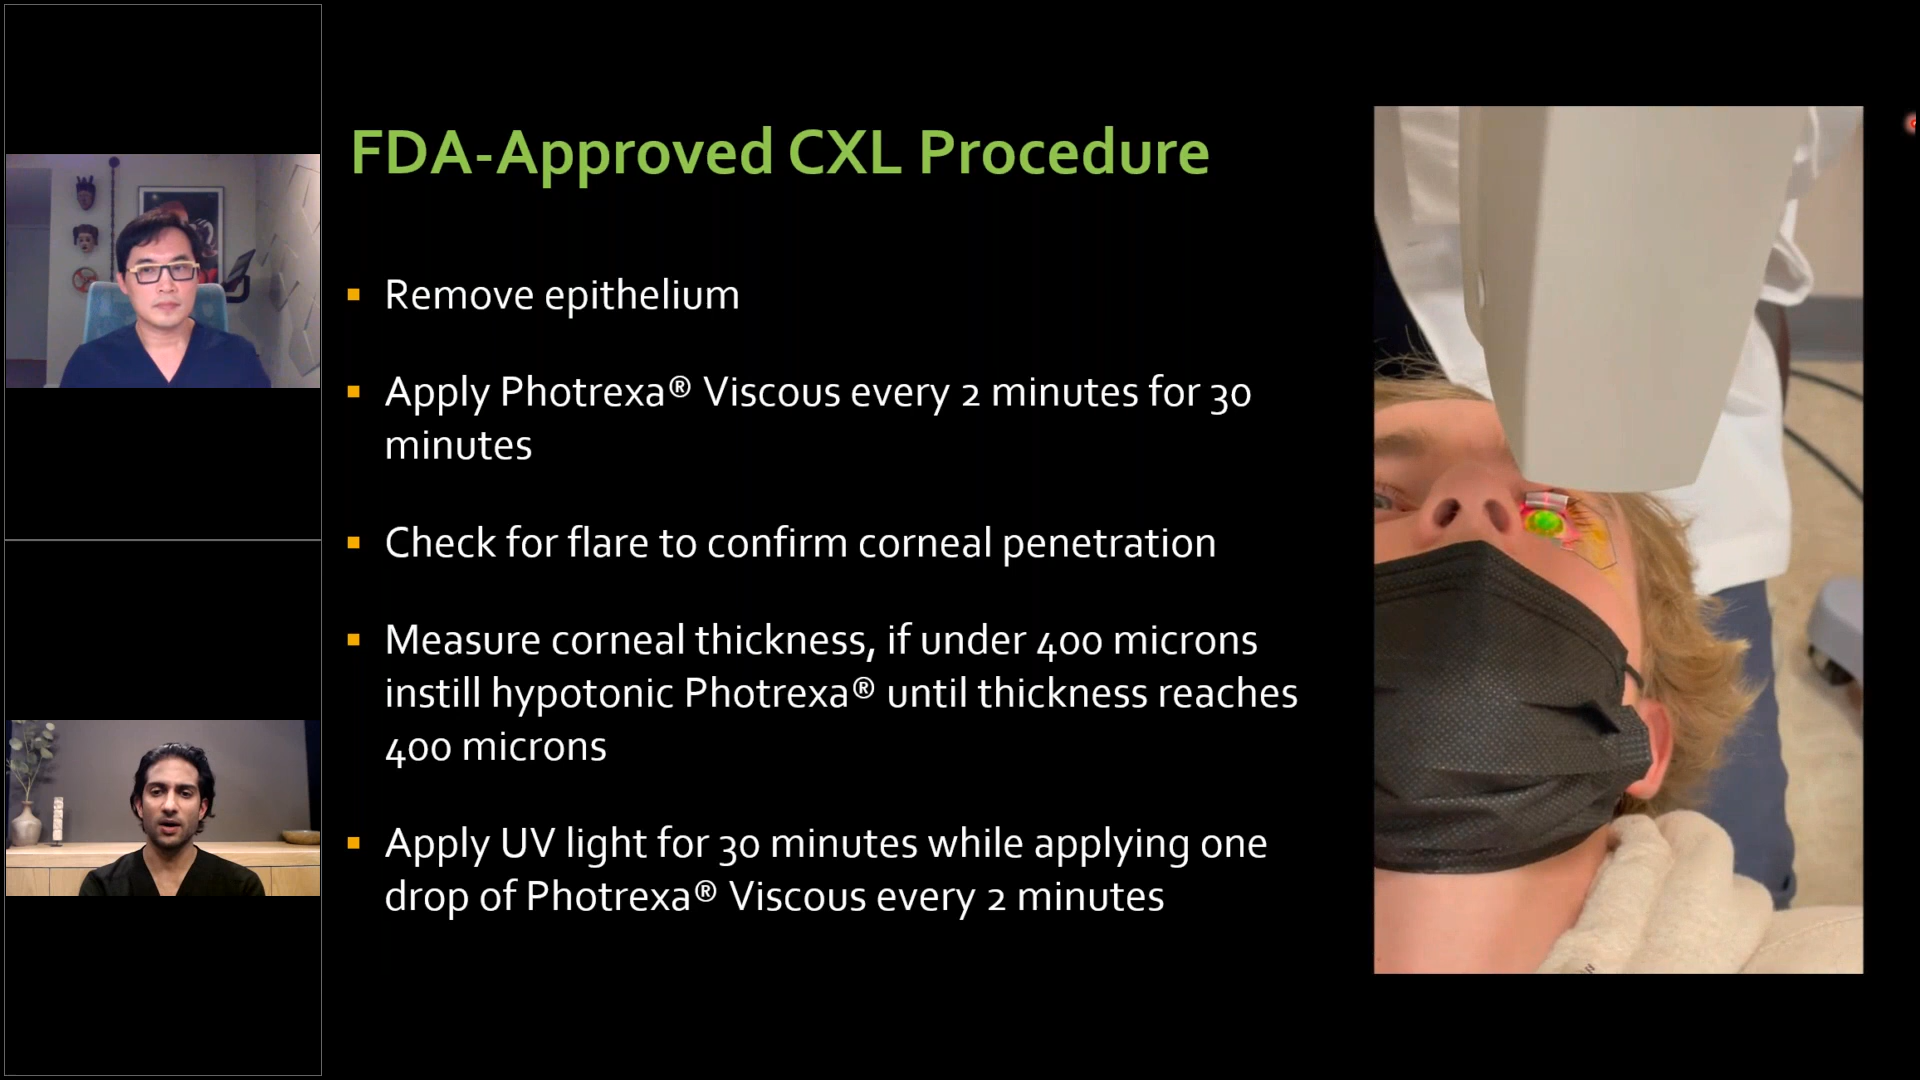 FDA-Approved CXL Procedure
Remove epithelium
Apply Photrexa® Viscous every 2 minutes for 30
minutes
Check for flare to confirm corneal penetration
Measure corneal thickness, if under 400 microns
instill hypotonic Photrexa® until thickness reaches
400 microns
Apply UV light for 30 minutes while applying one
drop of Photrexa® Viscous every 2 minutes